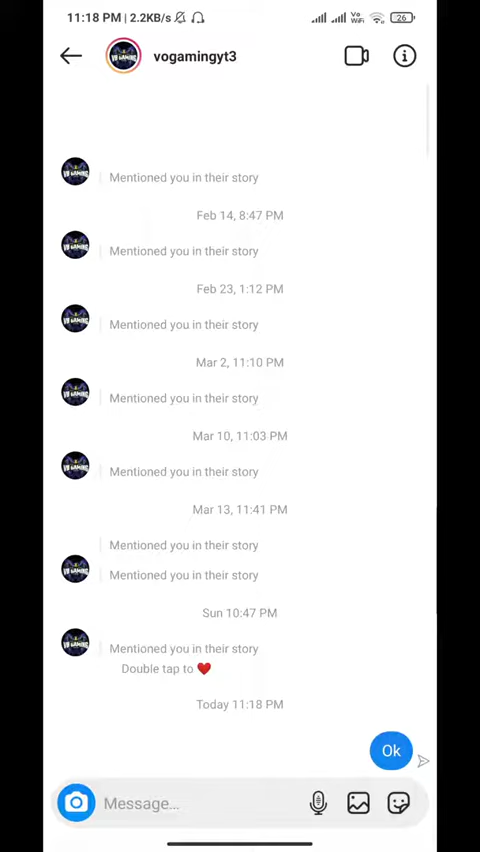 11:18 PM | 2.2KB/s
Vo
WiFi
26
vogamingyt3
Mentioned you in their story
Feb 14, 8:47 PM
Mentioned you in their story
Feb 23, 1:12 PM
Mentioned you in their story
Mar 2, 11:10 PM
Mentioned you in their story
Mar 10, 11:03 PM
Mentioned you in their story
Mar 13, 11:41 PM
Mentioned you in their story
Mentioned you in their story
Sun 10:47 PM
Mentioned you in their story
Double tap to ❤️
Today 11:18 PM
Ok
Message...